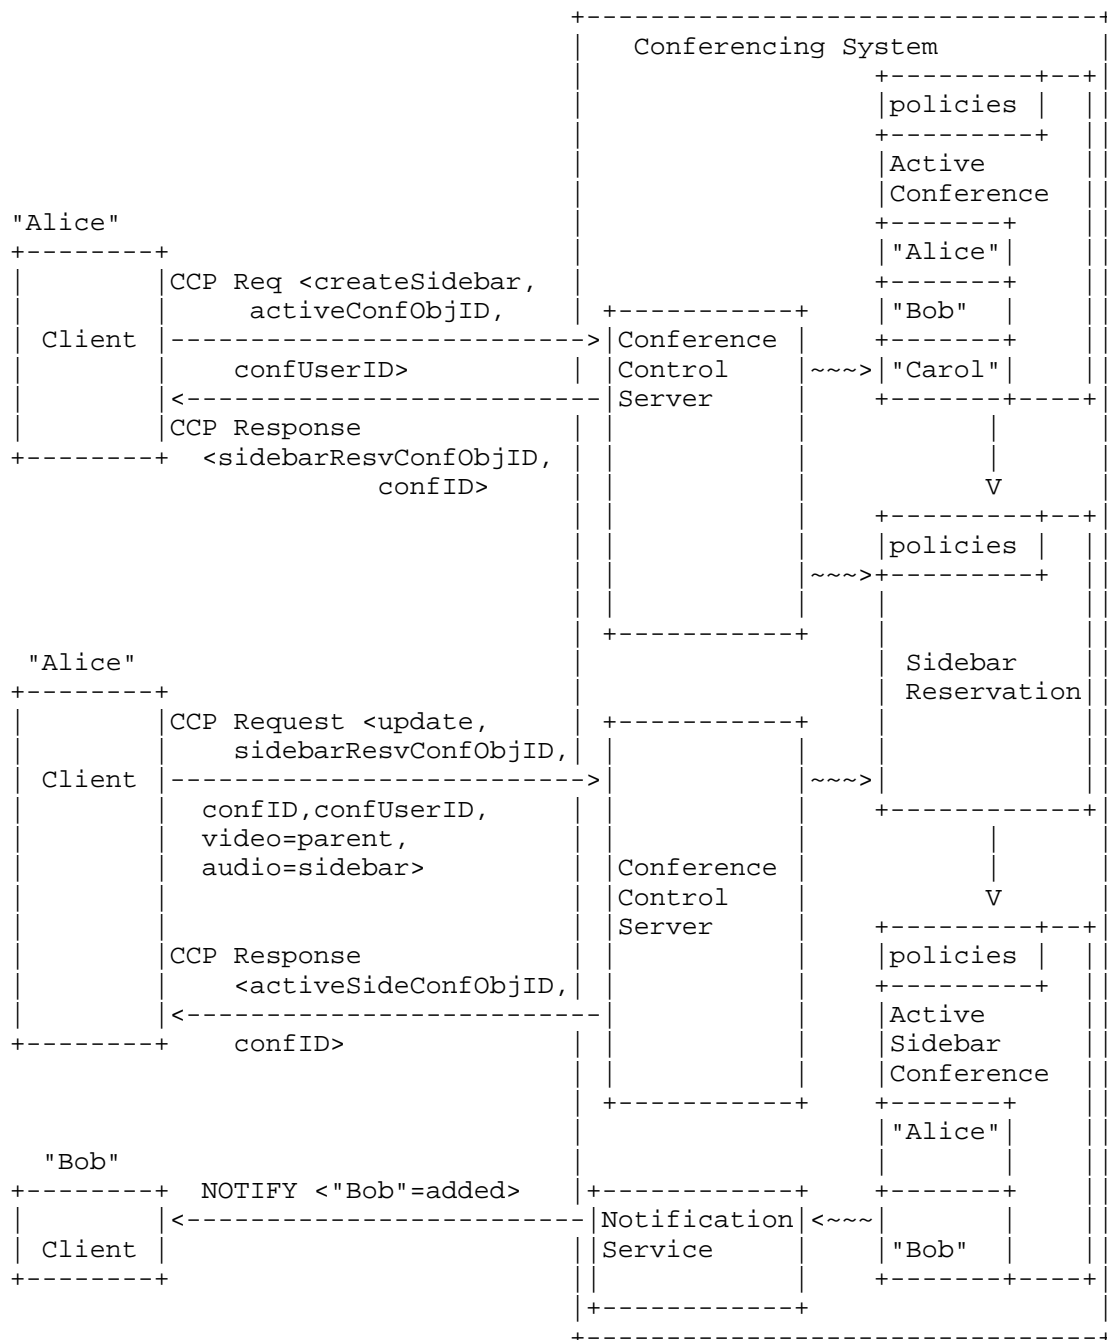 Conferencing System
policies
Active
Conference
"Alice"
"Alice"
CCP Req <createSidebar,
activeConfObjID,
"Bob"
Client
Conference
confUserID>
Control
"Carol"
Server
CCP Response
<sidebarResvConfObjID,
confID>
policies
"Alice"
Sidebar
Reservation
CCP Request <update,
sidebarResvConfObjID,
Client
confID,confUserID,
video=parent,
audio=sidebar>
Conference
Control
Server
CCP Response
policies
<activeSideConfObjID,
Active
confID>
Sidebar
Conference
"Alice"
"Bob"
NOTIFY <"Bob"=added>
Notification
Client
Service
"Bob"